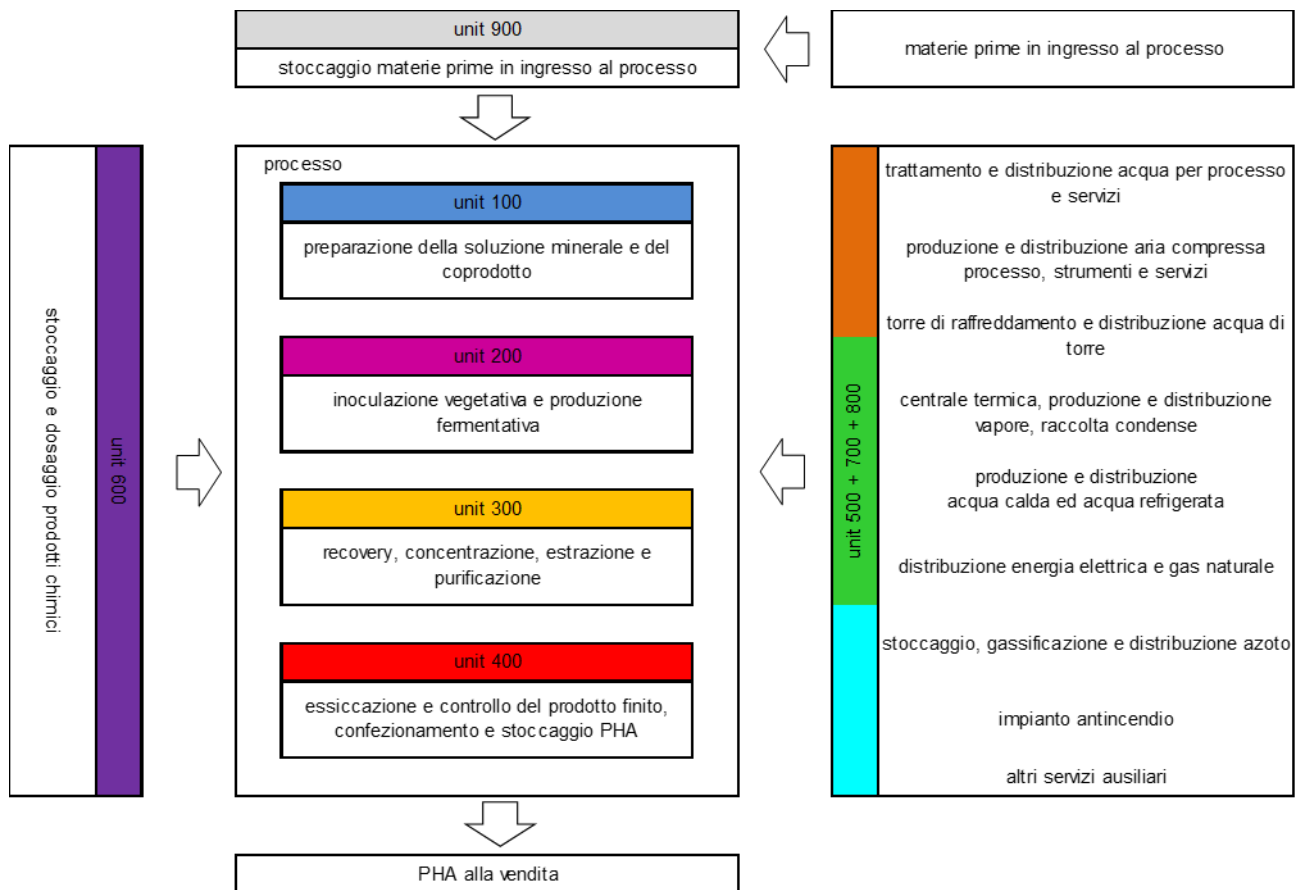 unit 900
stoccaggio materie prime in ingresso al processo
materie prime in ingresso al processo
stoccaggio e dosaggio prodotti chimici
unit 600
processo
unit 100
preparazione della soluzione minerale e del
coprodotto
unit 200
inoculazione vegetativa e produzione
fermentativa
unit 300
recovery, concentrazione, estrazione e
purificazione
unit 400
essiccazione e controllo del prodotto finito,
confezionamento e stoccaggio PHA
unit 500 + 700 + 800
trattamento e distribuzione acqua per processo
e servizi
produzione e distribuzione aria compressa
processo, strumenti e servizi
torre di raffreddamento e distribuzione acqua di
torre
centrale termica, produzione e distribuzione
vapore, raccolta condense
produzione e distribuzione
acqua calda ed acqua refrigerata
distribuzione energia elettrica e gas naturale
stoccaggio, gassificazione e distribuzione azoto
impianto antincendio
altri servizi ausiliari
PHA alla vendita